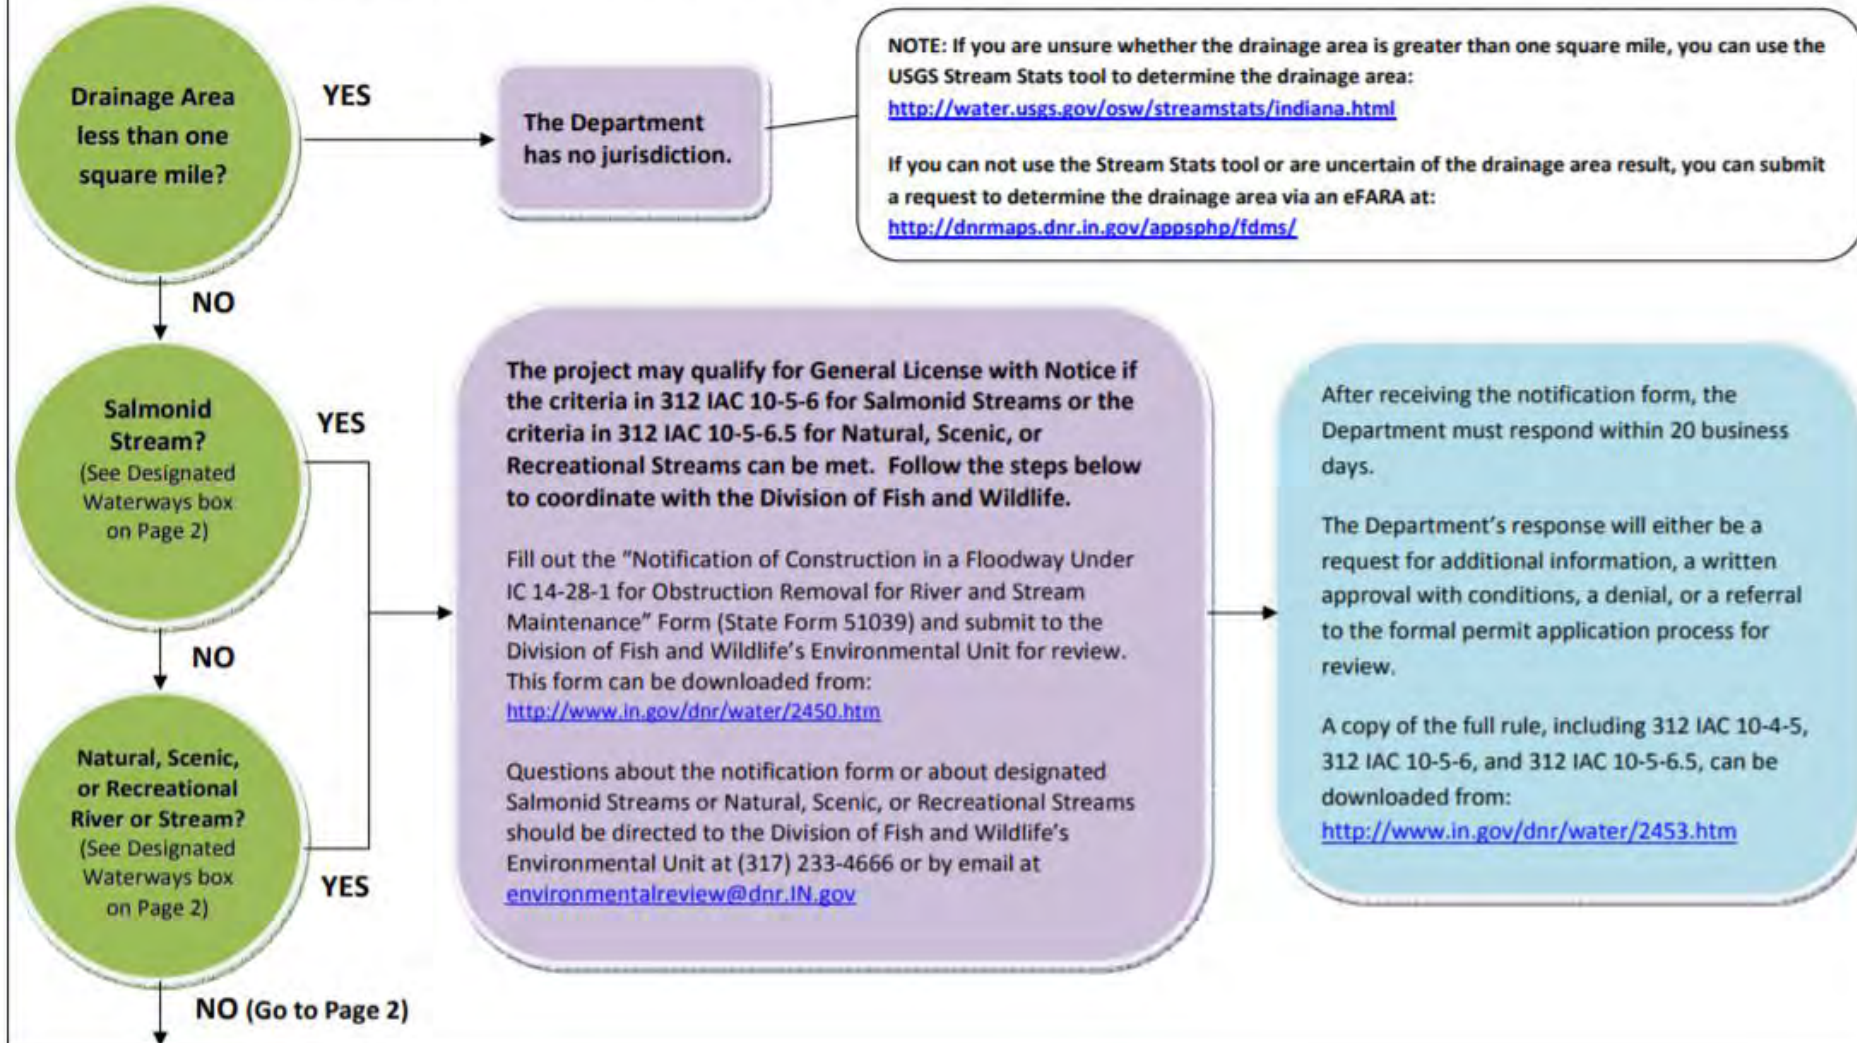 Drainage Area
less than one
square mile?
YES
The Department
has no jurisdiction.
NOTE: If you are unsure whether the drainage area is greater than one square mile, you can use the
USGS Stream Stats tool to determine the drainage area:
http://water.usgs.gov/osw/streamstats/indiana.html
If you can not use the Stream Stats tool or are uncertain of the drainage area result, you can submit
a request to determine the drainage area via an eFARA at:
http://dnrmaps.dnr.in.gov/appsphp/fdms/
NO
Salmonid
Stream?
(See Designated
Waterways box
on Page 2)
YES
NO
Natural, Scenic,
or Recreational
River or Stream?
(See Designated
Waterways box
on Page 2)
YES
NO (Go to Page 2)
The project may qualify for General License with Notice if
the criteria in 312 IAC 10-5-6 for Salmonid Streams or the
criteria in 312 IAC 10-5-6.5 for Natural, Scenic, or
Recreational Streams can be met. Follow the steps below
to coordinate with the Division of Fish and Wildlife.
Fill out the "Notification of Construction in a Floodway Under
IC 14-28-1 for Obstruction Removal for River and Stream
Maintenance" Form (State Form 51039) and submit to the
Division of Fish and Wildlife's Environmental Unit for review.
This form can be downloaded from:
http://www.in.gov/dnr/water/2450.htm
Questions about the notification form or about designated
Salmonid Streams or Natural, Scenic, or Recreational Streams
should be directed to the Division of Fish and Wildlife's
Environmental Unit at (317) 233-4666 or by email at
environmentalreview@dnr.IN.gov
After receiving the notification form, the
Department must respond within 20 business
days.
The Department's response will either be a
request for additional information, a written
approval with conditions, a denial, or a referral
to the formal permit application process for
review.
A copy of the full rule, including 312 IAC 10-4-5,
312 IAC 10-5-6, and 312 IAC 10-5-6.5, can be
downloaded from:
http://www.in.gov/dnr/water/2453.htm